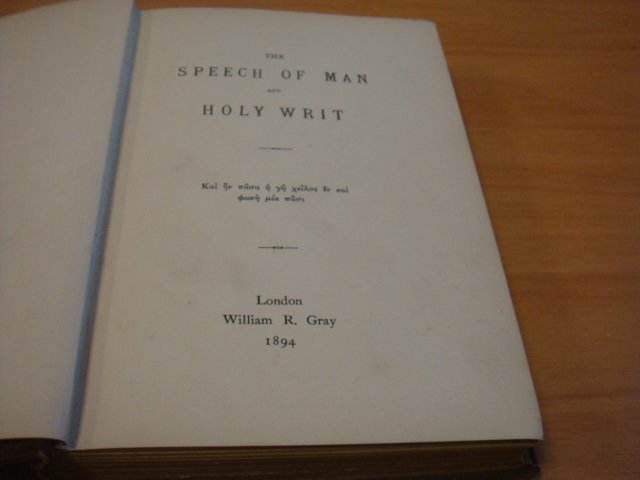 THE
SPEECH OF MAN
AND
HOLY WRIT
Καὶ ἦν πᾶσα ἡ γῆ χεῖλος ἓν καὶ
φωνὴ μία πᾶσι
London
William R. Gray
1894